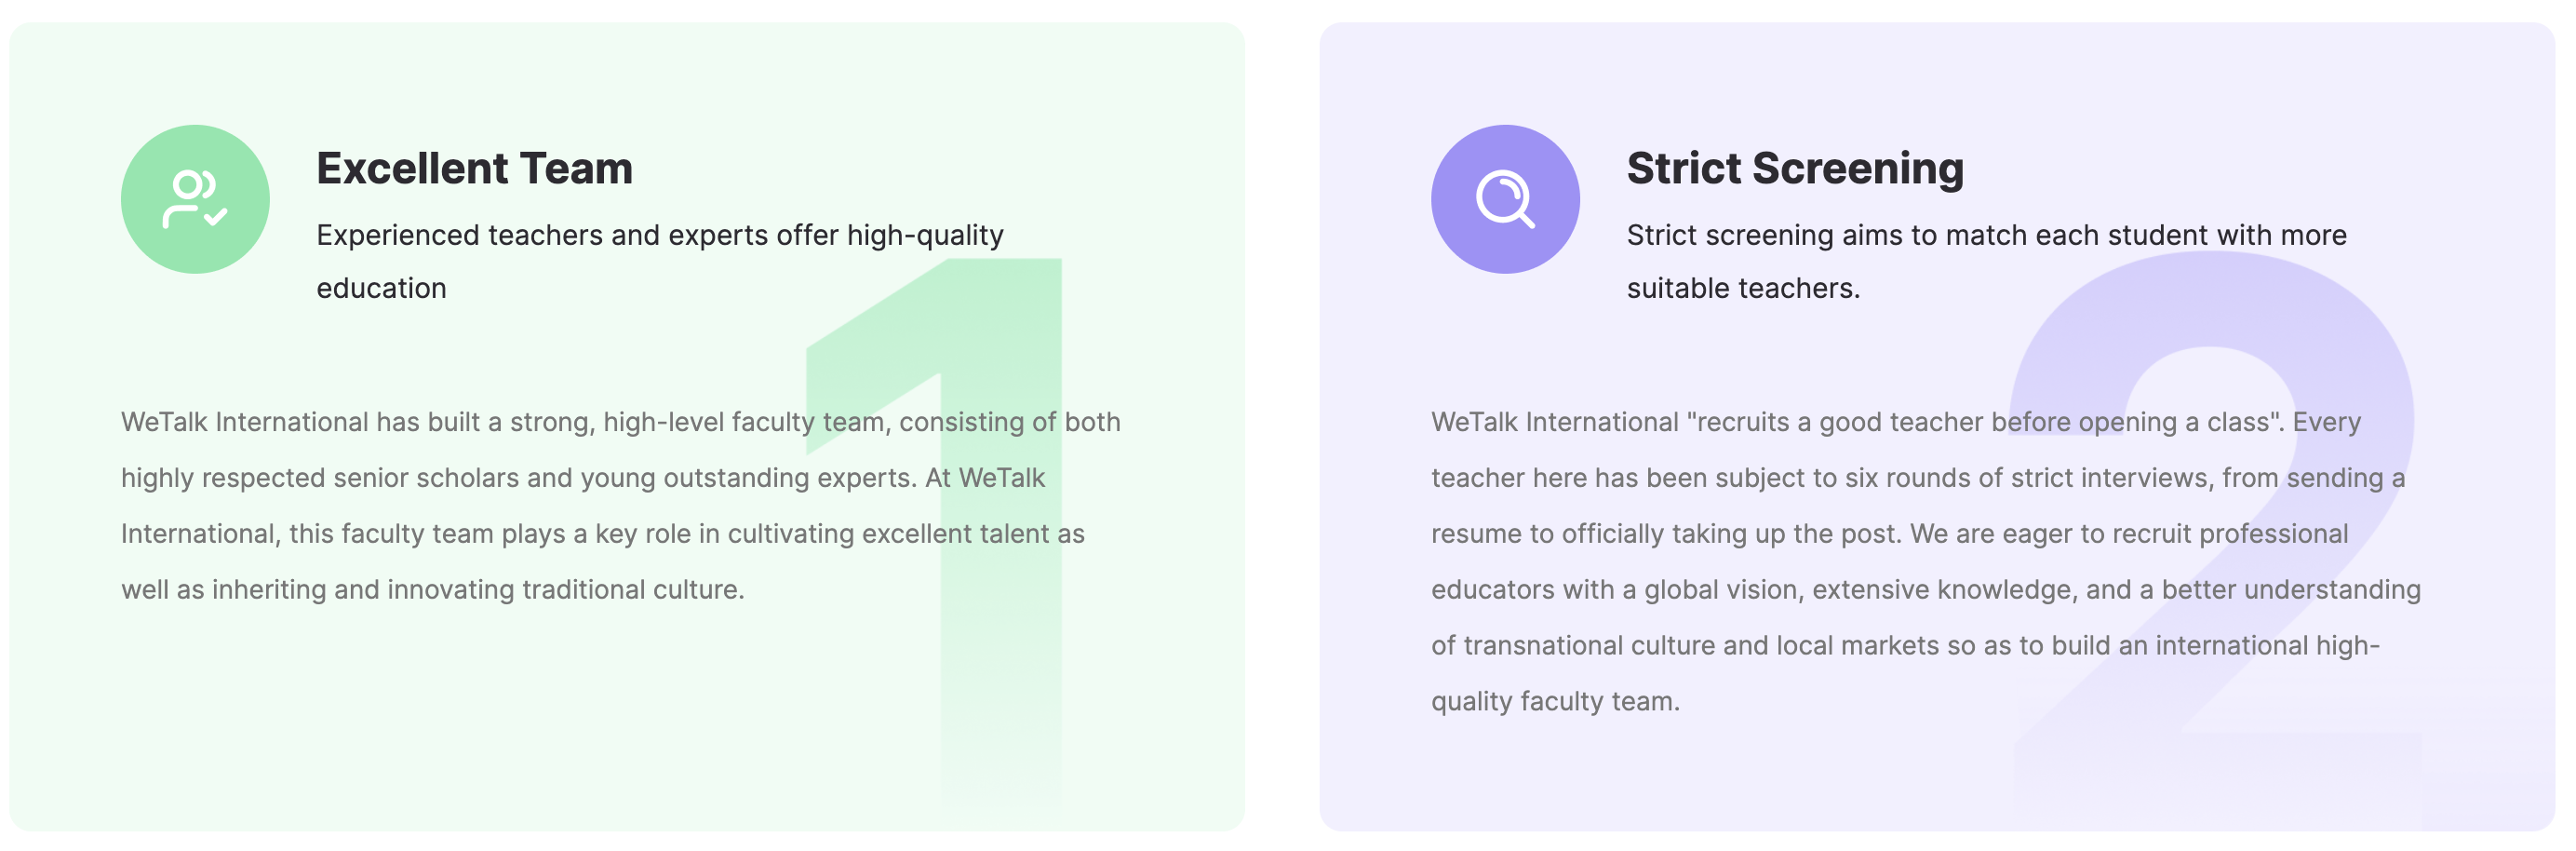 Excellent Team
Experienced teachers and experts offer high-quality
education
1
WeTalk International has built a strong, high-level faculty team, consisting of both
highly respected senior scholars and young outstanding experts. At WeTalk
International, this faculty team plays a key role in cultivating excellent talent as
well as inheriting and innovating traditional culture.
Strict Screening
Strict screening aims to match each student with more
suitable teachers.
2
WeTalk International "recruits a good teacher before opening a class". Every
teacher here has been subject to six rounds of strict interviews, from sending a
resume to officially taking up the post. We are eager to recruit professional
educators with a global vision, extensive knowledge, and a better understanding
of transnational culture and local markets so as to build an international high-
quality faculty team.